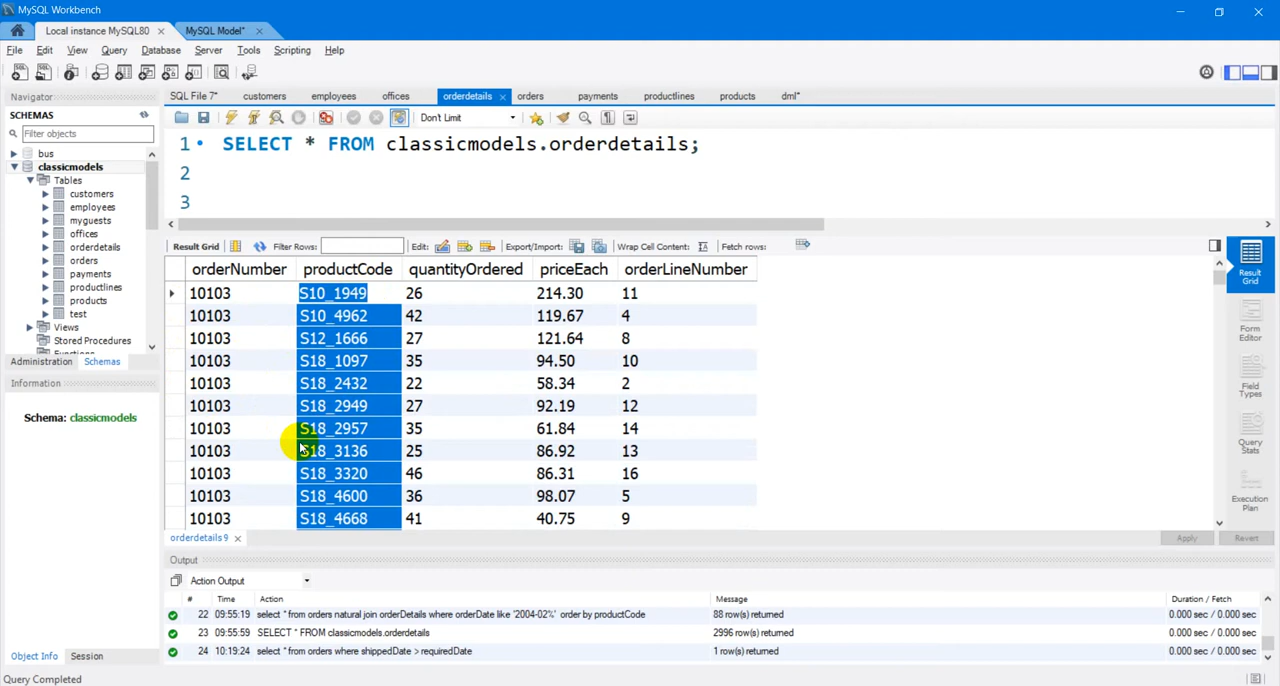 MySQL Workbench
Local instance MySQL80 MySQL Model*
File Edit View Query Database Server Tools Scripting Help
Navigator
SCHEMAS
Filter objects
bus
classicmodels
Tables
customers
employees
myguests
offices
orderdetails
orders
payments
productlines
products
test
Views
Stored Procedures
Functions
Administration Schemas
Information
Schema: classicmodels
Object Info Session
SQL File 7* customers employees offices orderdetails orders payments productlines products dml*
Don't Limit
1 SELECT * FROM classicmodels.orderdetails;
2
3
Result Grid Filter Rows: Edit: Export/Import: Wrap Cell Content: Fetch rows:
orderNumber productCode quantityOrdered priceEach orderLineNumber
10103 S10_1949 26 214.30 11
10103 S10_4962 42 119.67 4
10103 S12_1666 27 121.64 8
10103 S18_1097 35 94.50 10
10103 S18_2432 22 58.34 2
10103 S18_2949 27 92.19 12
10103 S18_2957 35 61.84 14
10103 S18_3136 25 86.92 13
10103 S18_3320 46 86.31 16
10103 S18_4600 36 98.07 5
10103 S18_4668 41 40.75 9
Result
Grid
Form
Editor
Field
Types
Query
Stats
Execution
Plan
orderdetails 9 Apply Revert
Output
Action Output
# Time Action Message Duration / Fetch
22 09:55:19 select * from orders natural join orderDetails where orderDate like '2004-02%' order by productCode 88 row(s) returned 0.000 sec / 0.000 sec
23 09:55:59 SELECT * FROM classicmodels.orderdetails 2996 row(s) returned 0.000 sec / 0.000 sec
24 10:19:24 select * from orders where shippedDate > requiredDate 1 row(s) returned 0.000 sec / 0.000 sec
Query Completed